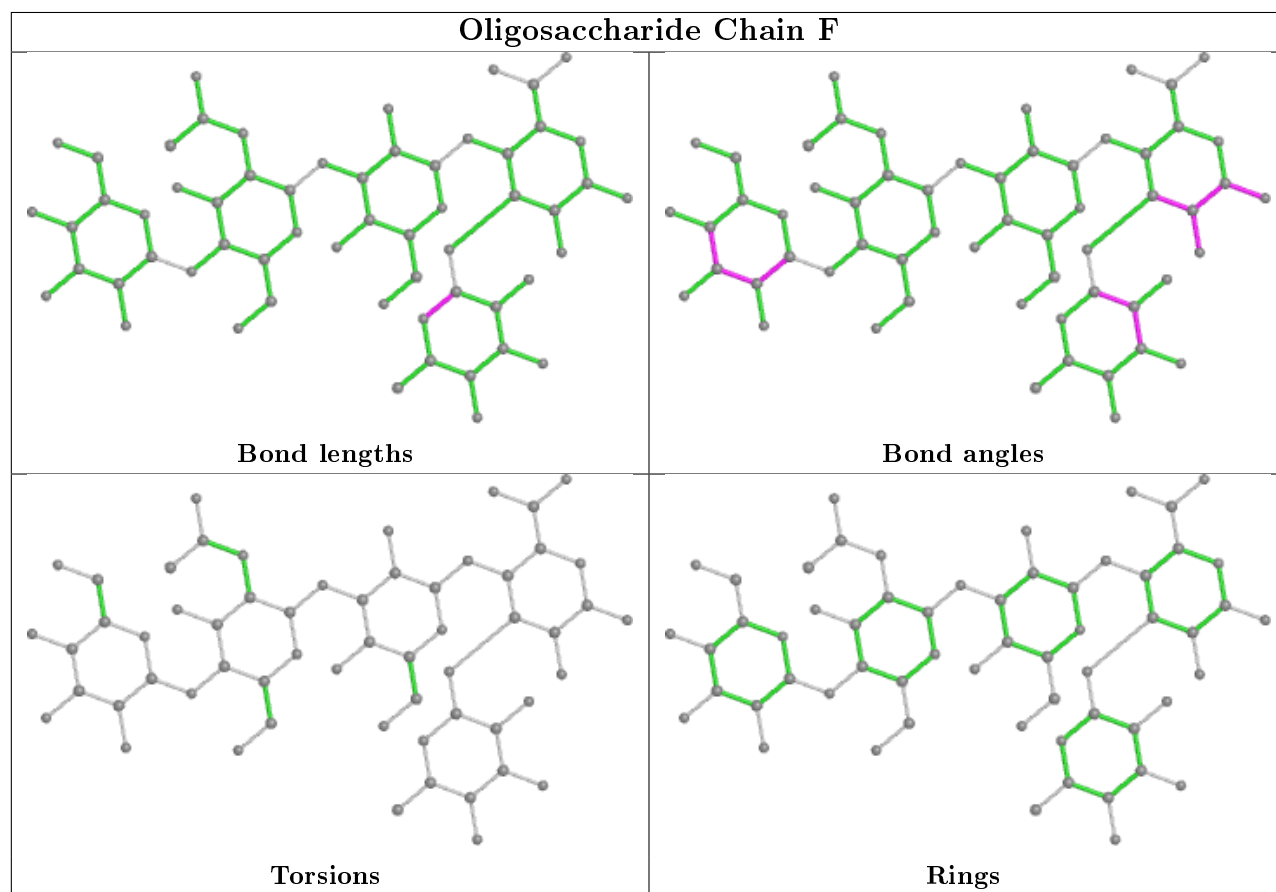 Oligosaccharide Chain F
Bond lengths
Bond angles
Torsions
Rings